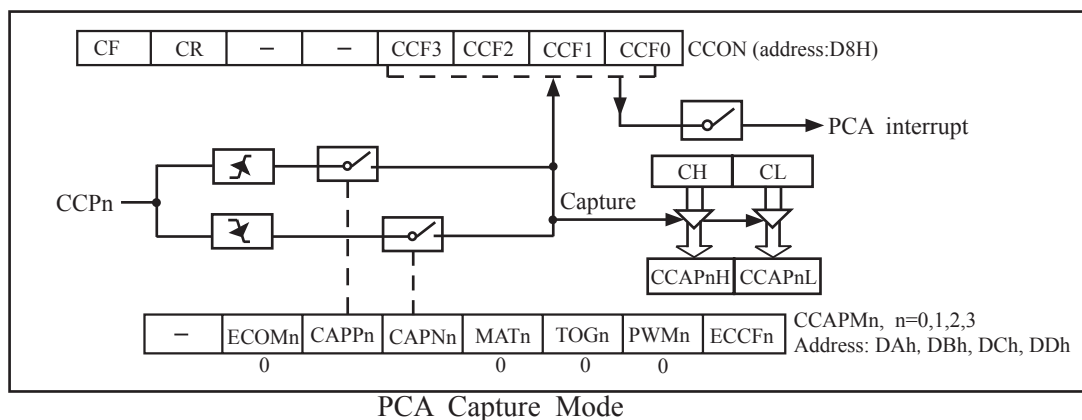 CF CR – – CCF3 CCF2 CCF1 CCF0 CCON (address:D8H)
PCA interrupt
CH CL
CCPn
Capture
CCAPnH CCAPnL
– ECOMn CAPPn CAPNn MATn TOGn PWMn ECCFn CCAPMn, n=0,1,2,3
Address: DAh, DBh, DCh, DDh
0 0 0 0
PCA Capture Mode